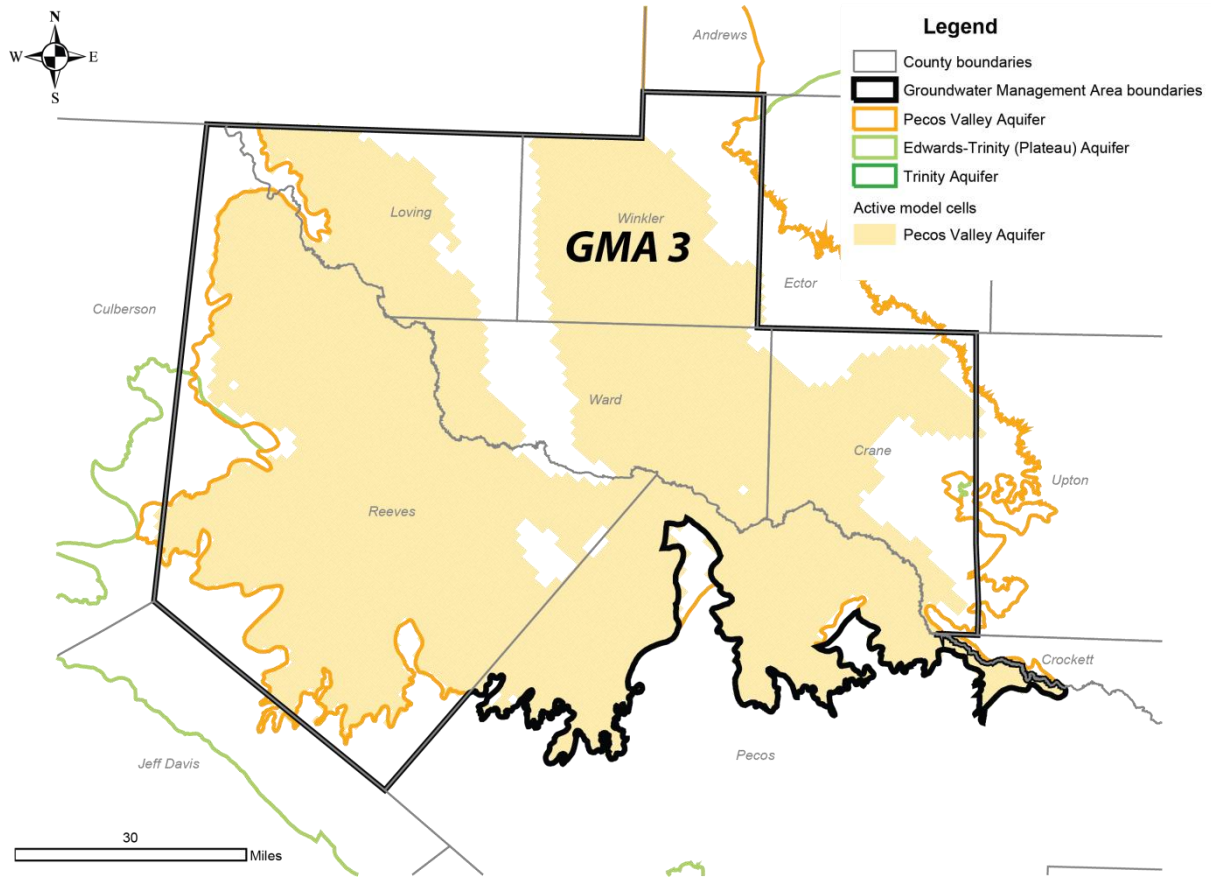 N
W
E
S
Andrews
Legend
County boundaries
Groundwater Management Area boundaries
Pecos Valley Aquifer
Edwards-Trinity (Plateau) Aquifer
Trinity Aquifer
Active model cells
Pecos Valley Aquifer
Loving
Winkler
GMA 3
Ector
Culberson
Ward
Crane
Upton
Reeves
Crockett
Pecos
Jeff Davis
30
Miles